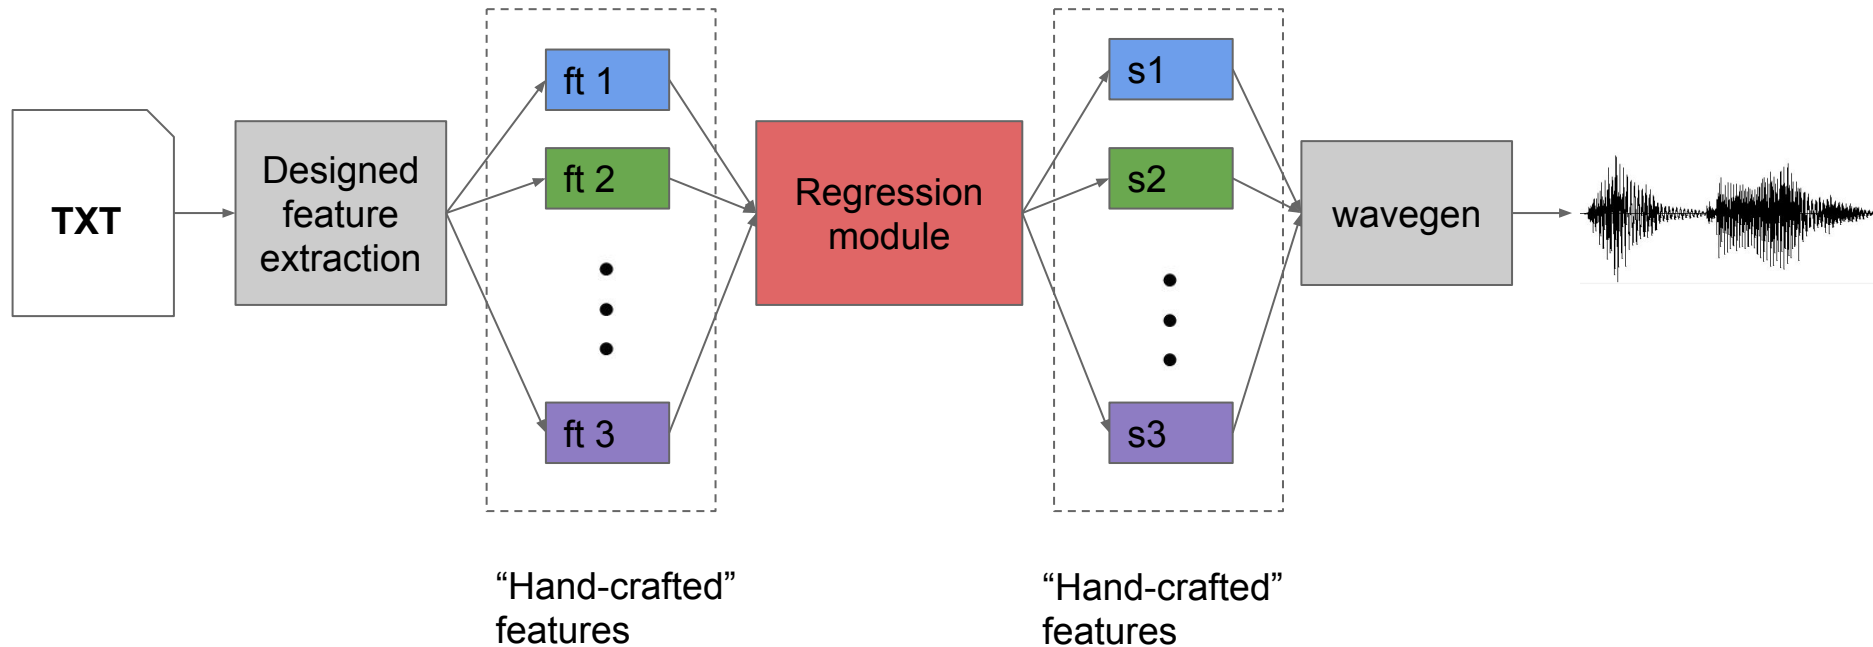 TXT
Designed
feature
extraction
ft 1
ft 2
ft 3
Regression
module
s1
s2
s3
wavegen
“Hand-crafted”
features
“Hand-crafted”
features